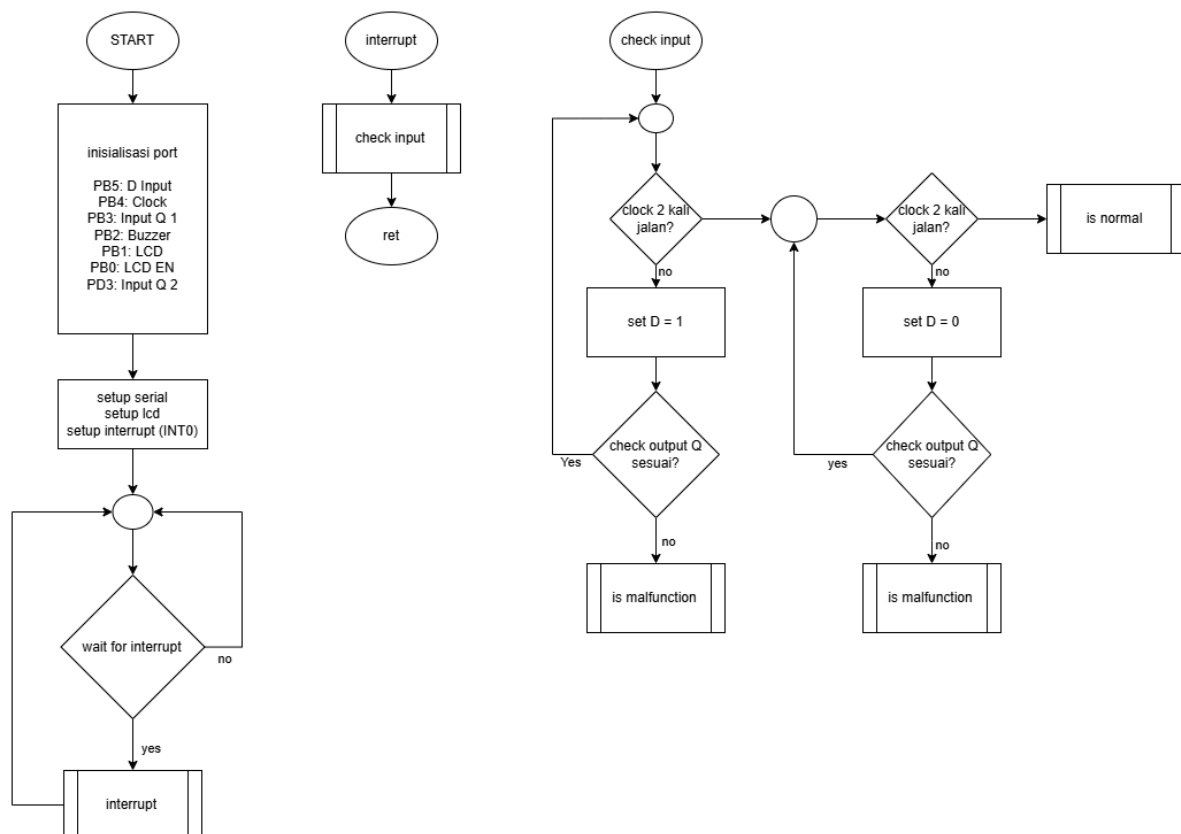 START
inisialisasi port
PB5: D Input
PB4: Clock
PB3: Input Q 1
PB2: Buzzer
PB1: LCD
PB0: LCD EN
PD3: Input Q 2
setup serial
setup lcd
setup interrupt (INT0)
wait for interrupt
no
yes
interrupt
interrupt
check input
ret
check input
clock 2 kali
jalan?
no
set D = 1
check output Q
sesuai?
Yes
no
is malfunction
clock 2 kali
jalan?
no
set D = 0
check output Q
sesuai?
yes
no
is malfunction
is normal